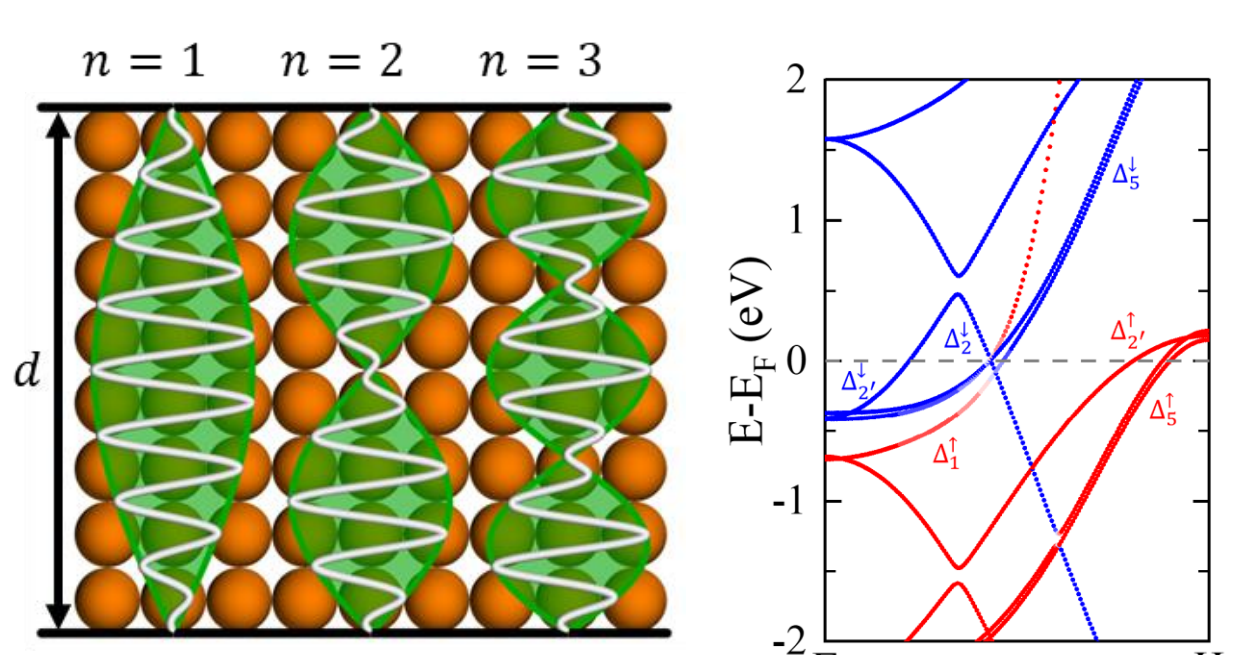 n = 1 n = 2 n = 3
d
E-E_F (eV)
2
1
0
-1
-2
Δ₅↓
Δ₂↓
Δ₂′↑
Δ₂′↓
Δ₅↑
Δ₁↑